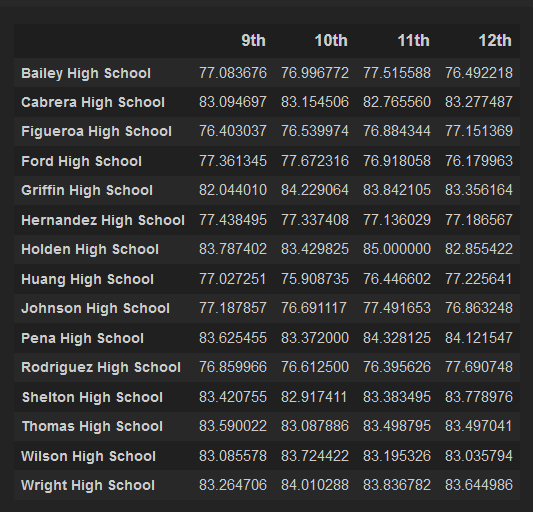 9th 10th 11th 12th
Bailey High School 77.083676 76.996772 77.515588 76.492218
Cabrera High School 83.094697 83.154506 82.765560 83.277487
Figueroa High School 76.403037 76.539974 76.884344 77.151369
Ford High School 77.361345 77.672316 76.918058 76.179963
Griffin High School 82.044010 84.229064 83.842105 83.356164
Hernandez High School 77.438495 77.337408 77.136029 77.186567
Holden High School 83.787402 83.429825 85.000000 82.855422
Huang High School 77.027251 75.908735 76.446602 77.225641
Johnson High School 77.187857 76.691117 77.491653 76.863248
Pena High School 83.625455 83.372000 84.328125 84.121547
Rodriguez High School 76.859966 76.612500 76.395626 77.690748
Shelton High School 83.420755 82.917411 83.383495 83.778976
Thomas High School 83.590022 83.087886 83.498795 83.497041
Wilson High School 83.085578 83.724422 83.195326 83.035794
Wright High School 83.264706 84.010288 83.836782 83.644986